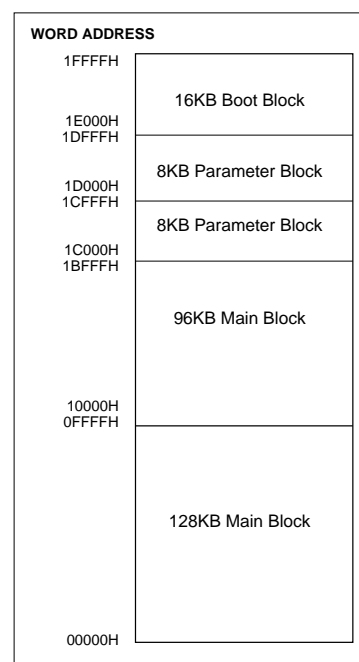 WORD ADDRESS
1FFFFH
16KB Boot Block
1E000H
1DFFFH
8KB Parameter Block
1D000H
1CFFFH
8KB Parameter Block
1C000H
1BFFFH
96KB Main Block
10000H
0FFFFH
128KB Main Block
00000H